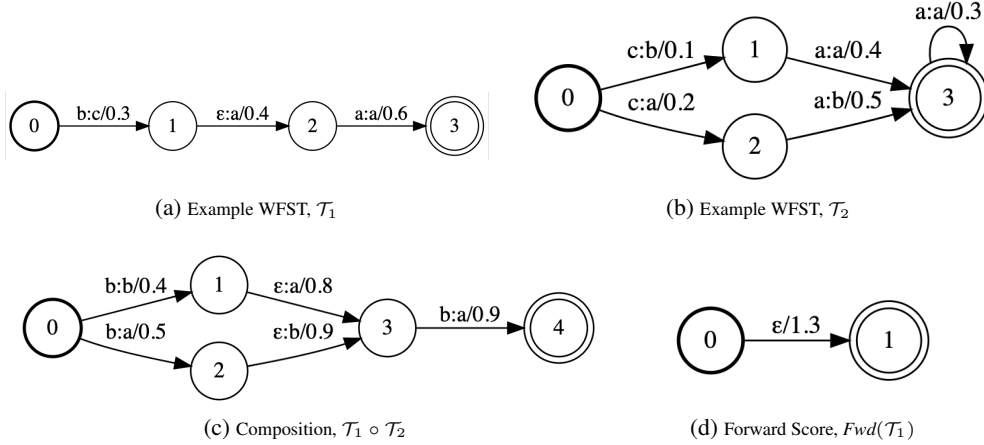 0
b:c/0.3
1
ε:a/0.4
2
a:a/0.6
3
(a) Example WFST, 𝒯₁
0
c:b/0.1
1
a:a/0.4
a:a/0.3
c:a/0.2
2
a:b/0.5
3
(b) Example WFST, 𝒯₂
0
b:b/0.4
1
ε:a/0.8
b:a/0.5
2
ε:b/0.9
3
b:a/0.9
4
(c) Composition, 𝒯₁ ∘ 𝒯₂
0
ε/1.3
1
(d) Forward Score, Fwd(𝒯₁)